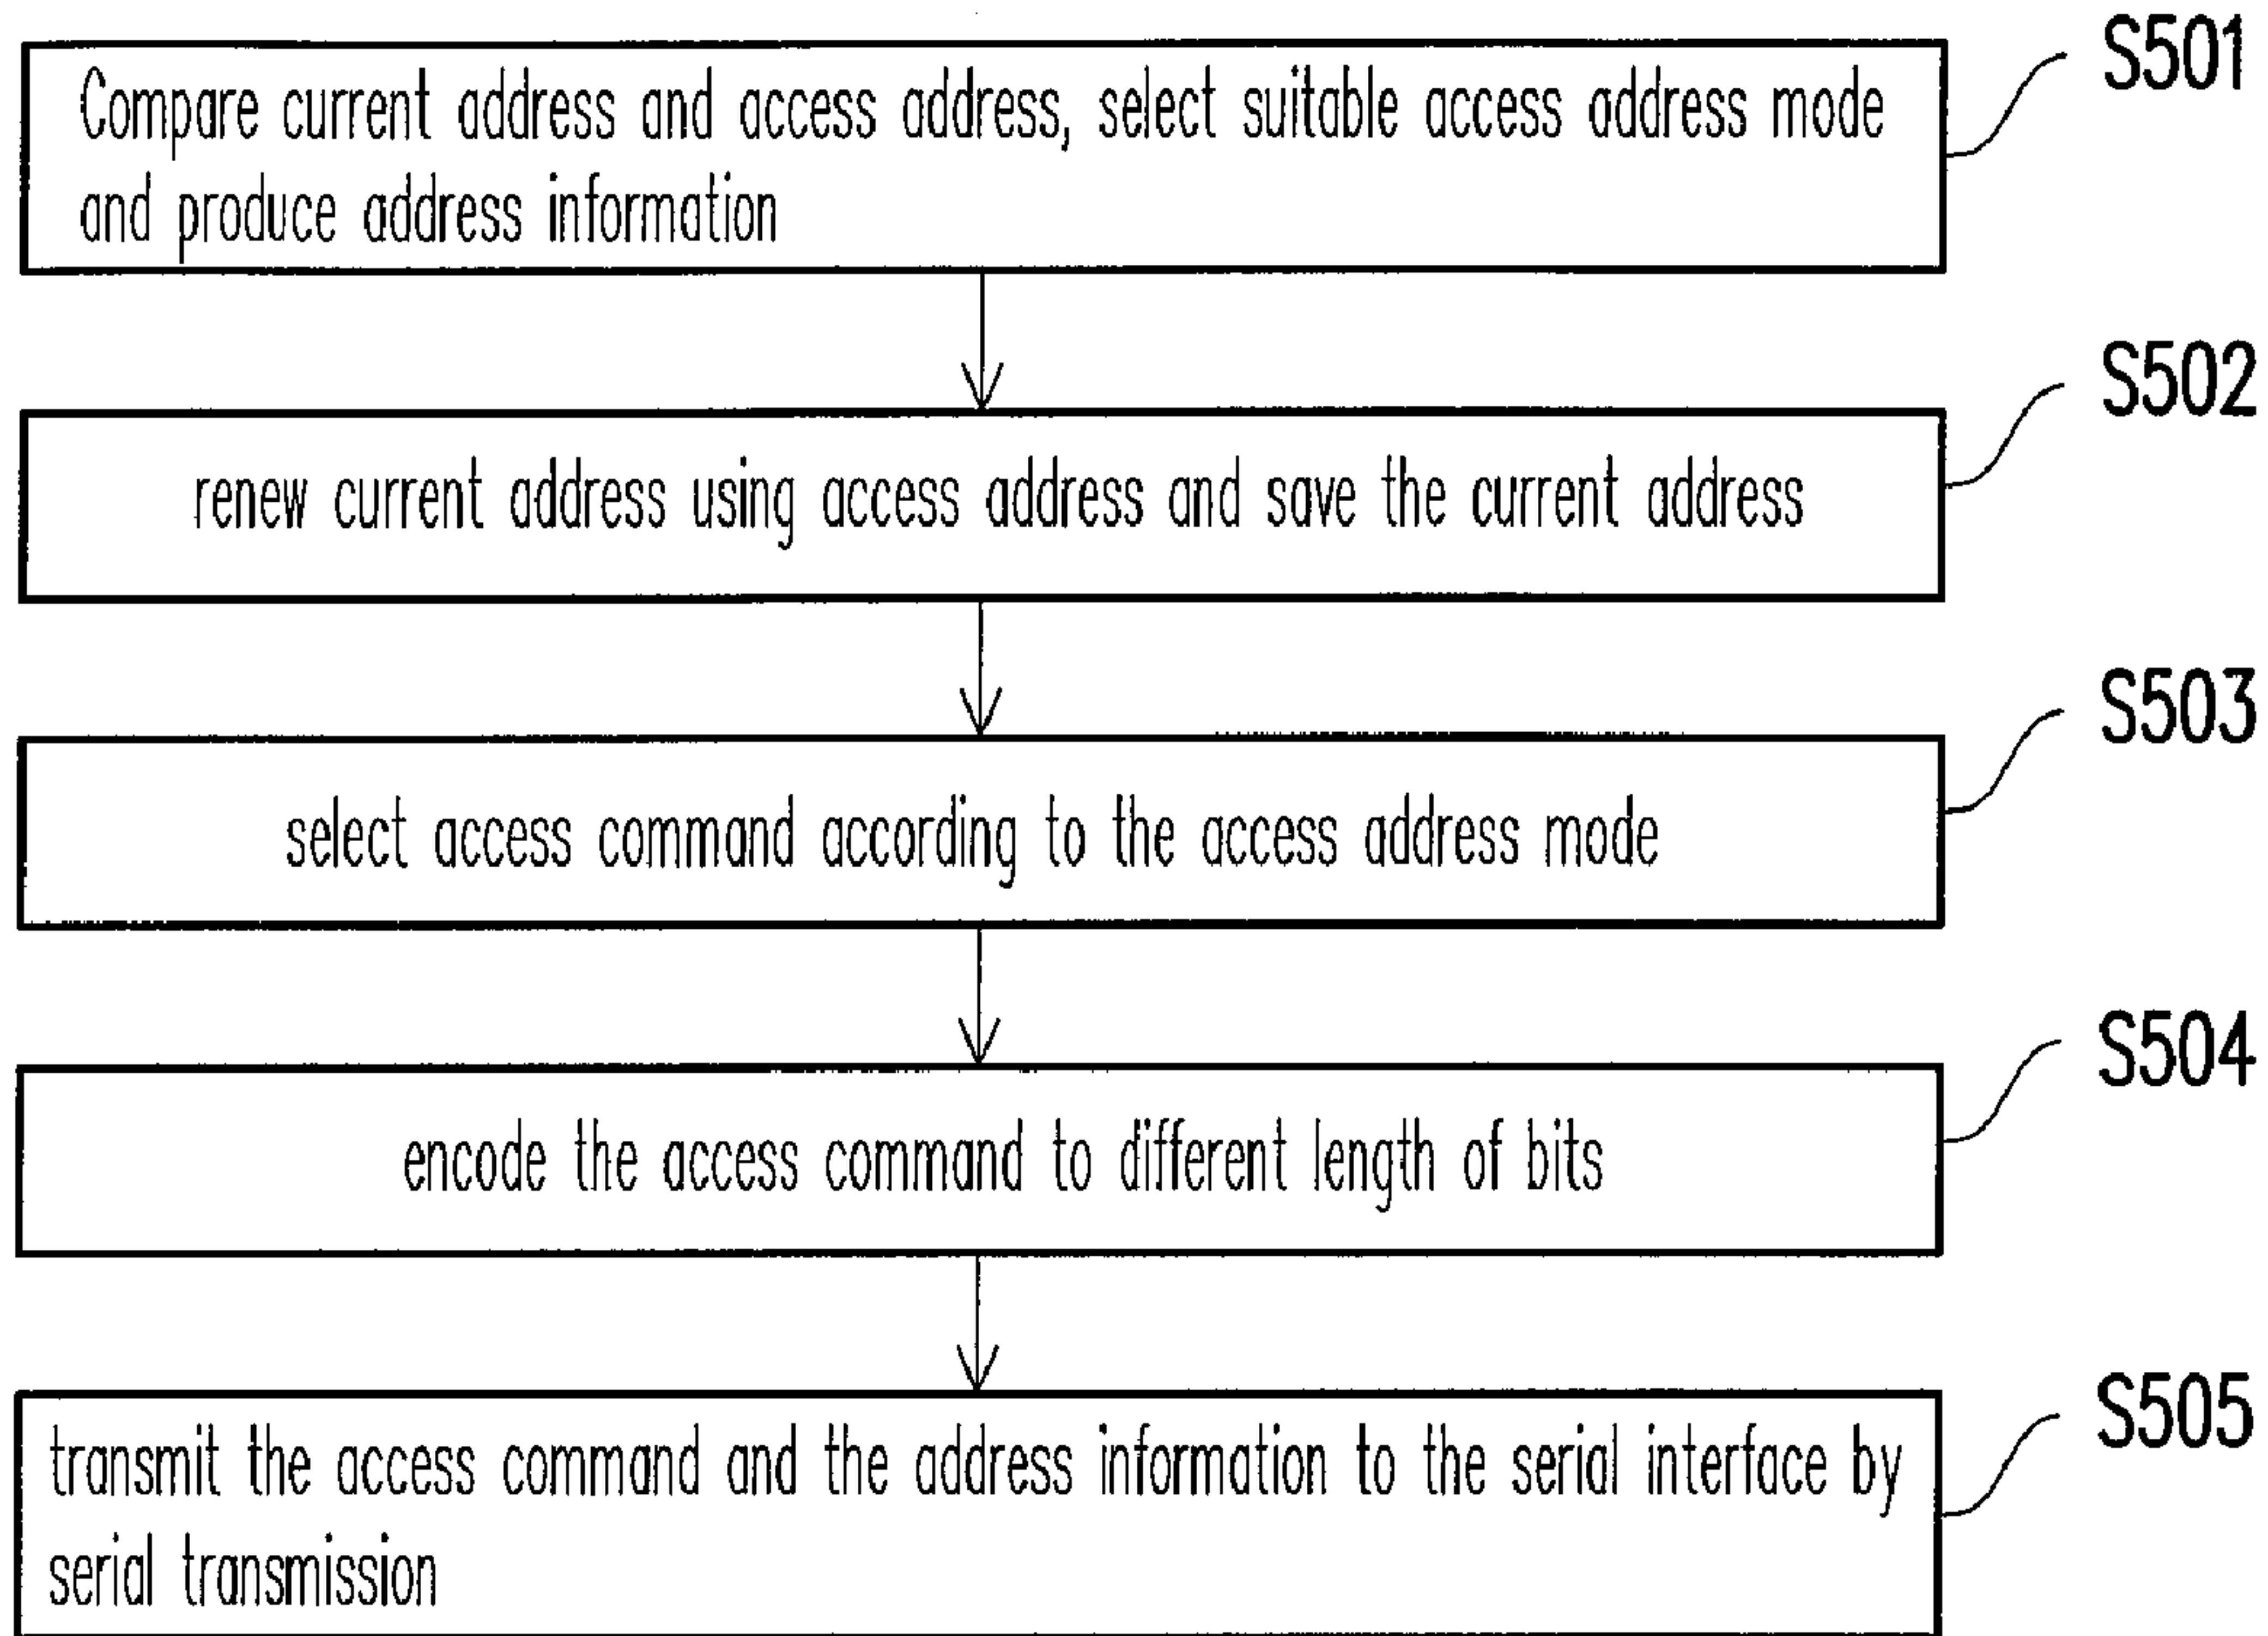 Compare current address and access address, select suitable access address mode
and produce address information
S501
renew current address using access address and save the current address
S502
select access command according to the access address mode
S503
encode the access command to different length of bits
S504
transmit the access command and the address information to the serial interface by
serial transmission
S505